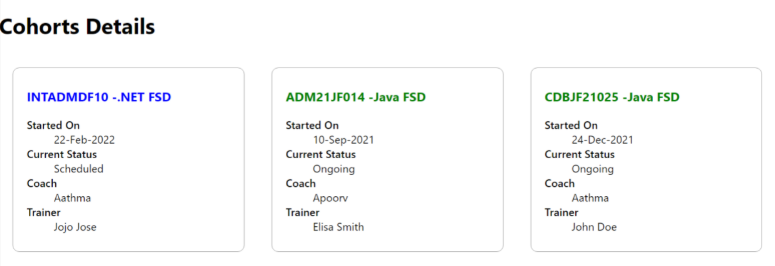 Cohorts Details
INTADMDF10 -.NET FSD
Started On
22-Feb-2022
Current Status
Scheduled
Coach
Aathma
Trainer
Jojo Jose
ADM21JF014 -Java FSD
Started On
10-Sep-2021
Current Status
Ongoing
Coach
Apoorv
Trainer
Elisa Smith
CDBJF21025 -Java FSD
Started On
24-Dec-2021
Current Status
Ongoing
Coach
Aathma
Trainer
John Doe